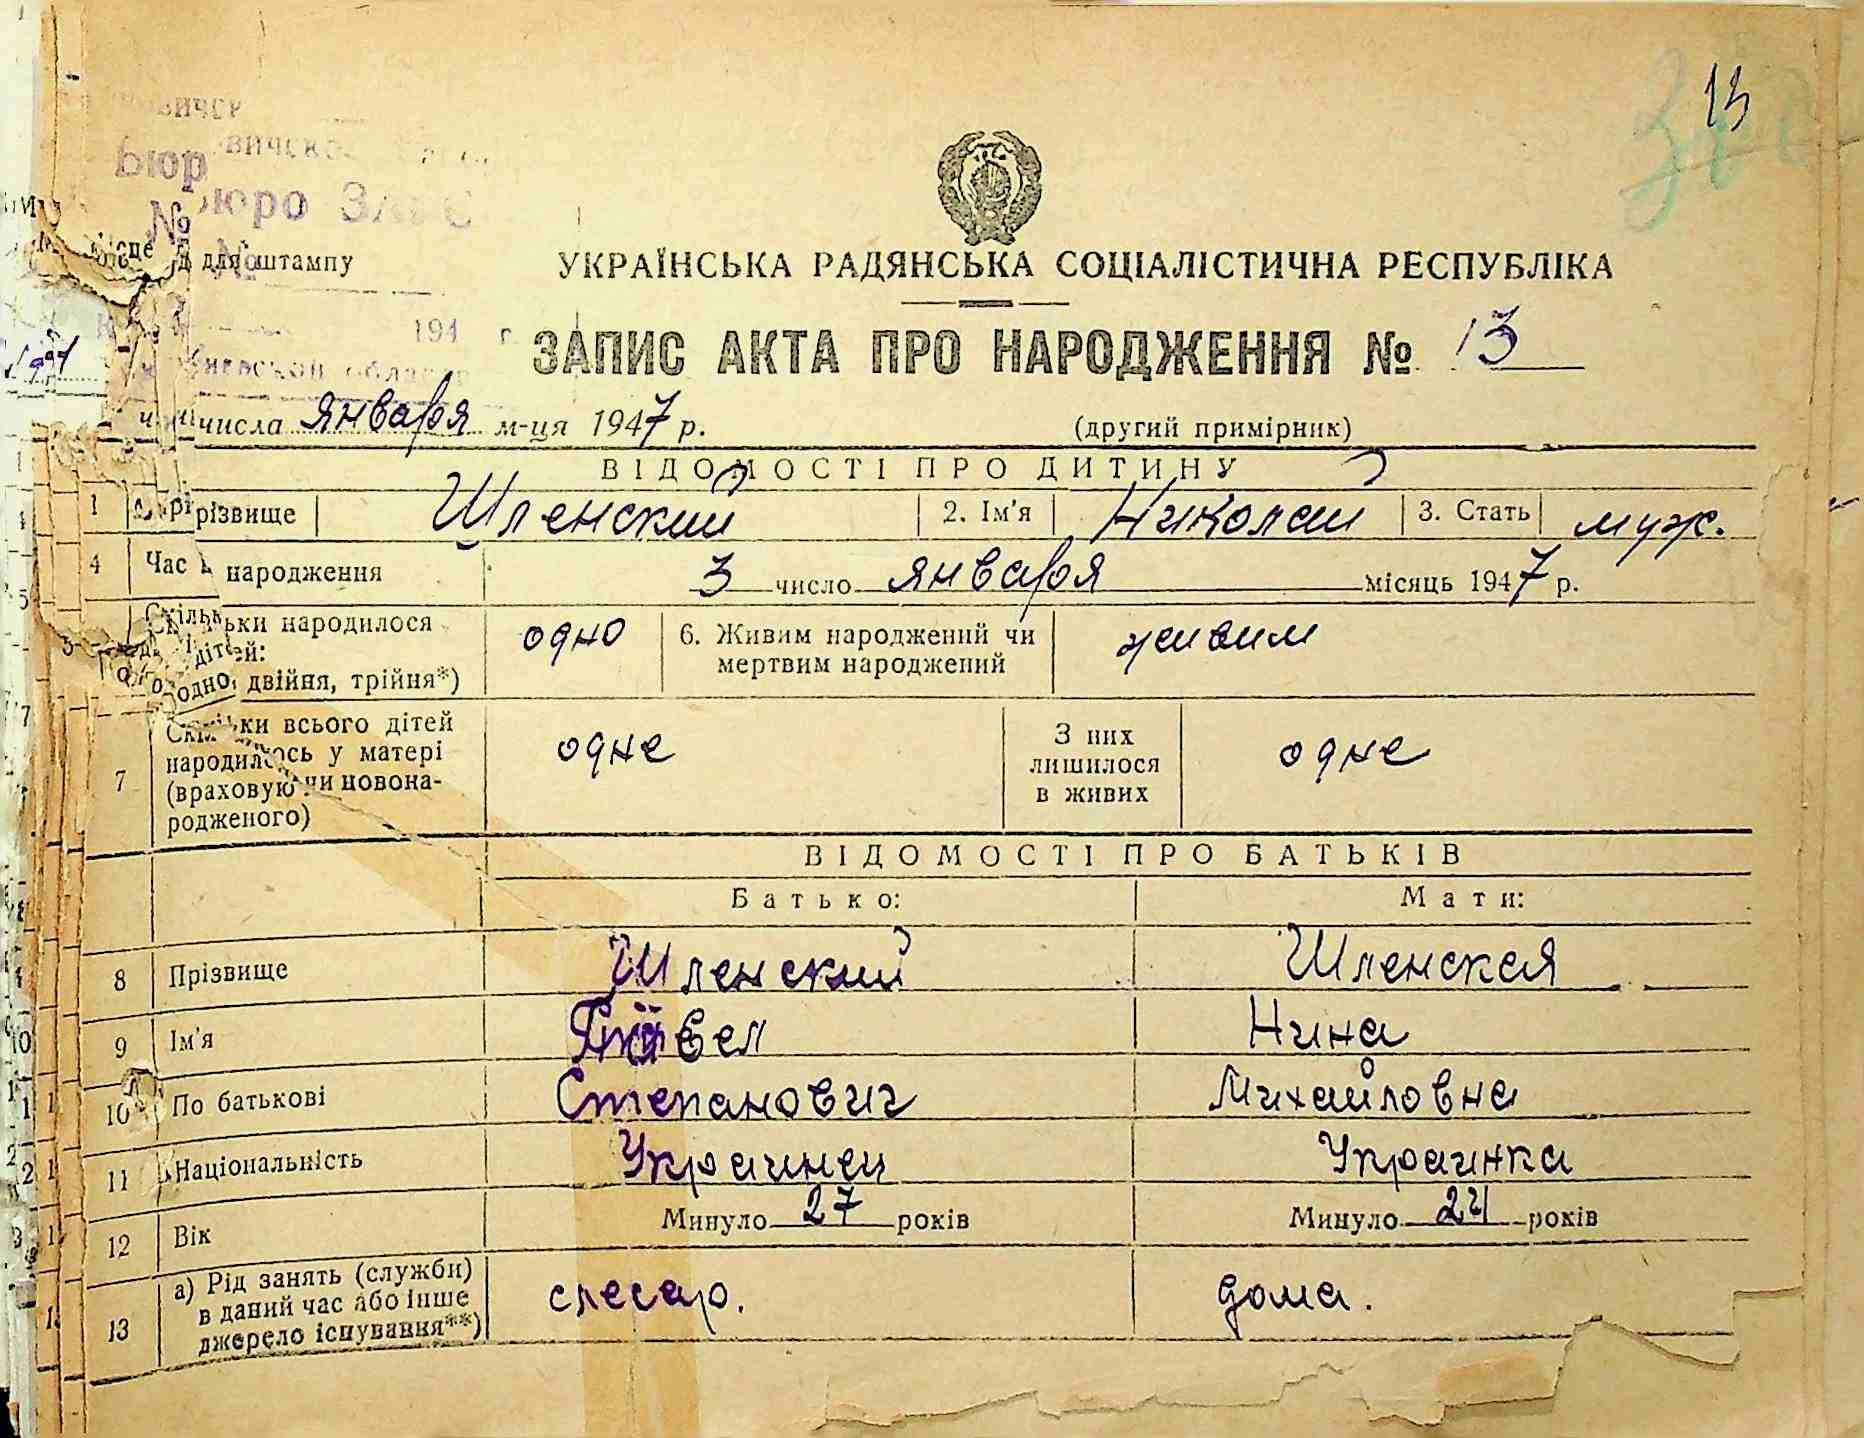 13
Бюро ЗАГС
№
Місце для штампу
УКРАЇНСЬКА РАДЯНСЬКА СОЦІАЛІСТИЧНА РЕСПУБЛІКА
194 г.
ЗАПИС АКТА ПРО НАРОДЖЕННЯ № 13
числа января м-ця 1947 р. (другий примірник)
ВІДОМОСТІ ПРО ДИТИНУ
1 Прізвище Шленский 2. Ім'я Николай 3. Стать муж.
4 Час народження 3 число января місяць 1947 р.
5 Скільки народилося одно 6. Живим народжений чи живим
дітей: мертвим народжений
одно, двійня, трійня*)
7 Скільки всього дітей народилось у матері (враховуючи новонародженого) одне З них лишилося в живих одне
ВІДОМОСТІ ПРО БАТЬКІВ
Батько: Мати:
8 Прізвище Шленский Шленская
9 Ім'я Павел Нина
10 По батькові Степанович Михайловна
11 Національність Украинец Украинка
12 Вік Минуло 27 років Минуло 24 років
13 а) Рід занять (служби) слесар. дома.
в даний час або інше
джерело існування**)